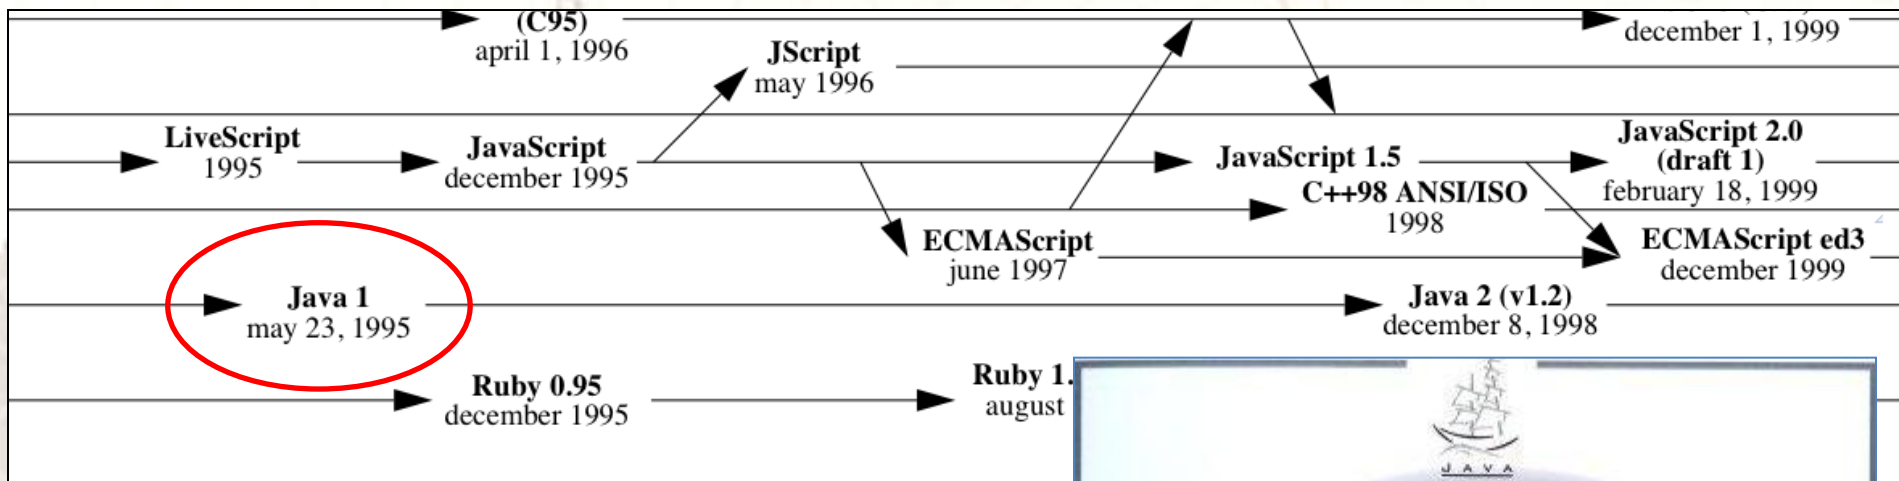 (C95)
april 1, 1996
december 1, 1999
JScript
may 1996
LiveScript
1995
JavaScript
december 1995
JavaScript 1.5
JavaScript 2.0
(draft 1)
february 18, 1999
C++98 ANSI/ISO
1998
ECMAScript
june 1997
ECMAScript ed3
december 1999
Java 1
may 23, 1995
Java 2 (v1.2)
december 8, 1998
Ruby 0.95
december 1995
Ruby 1.
august
JAVA